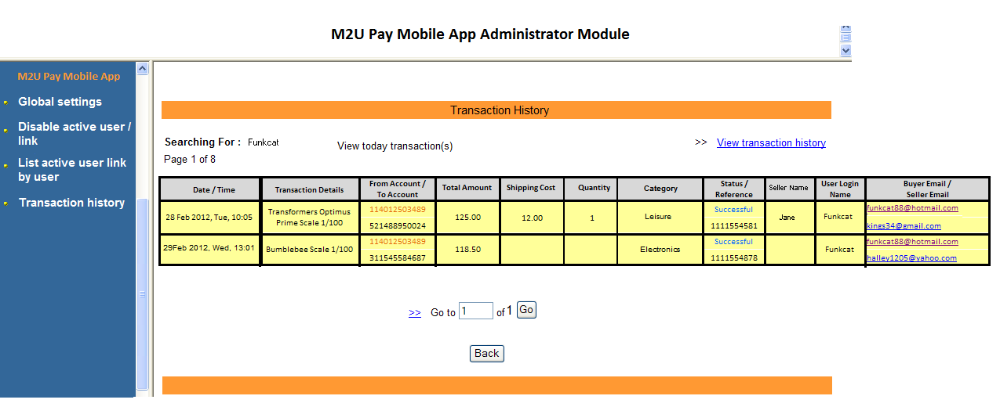 M2U Pay Mobile App Administrator Module
M2U Pay Mobile App
Global settings
Disable active user /
link
List active user link
by user
Transaction history
Transaction History
Searching For : Funkcat
View today transaction(s)
>> View transaction history
Page 1 of 8
Date / Time
Transaction Details
From Account /
To Account
Total Amount
Shipping Cost
Quantity
Category
Status /
Reference
Seller Name
User Login
Name
Buyer Email /
Seller Email
28 Feb 2012, Tue, 10:05
Transformers Optimus
Prime Scale 1/100
114012503489
521488950024
125.00
12.00
1
Leisure
Successful
1111554581
Jane
Funkcat
funkcat88@hotmail.com
kings34@gmail.com
29Feb 2012, Wed, 13:01
Bumblebee Scale 1/100
114012503489
311545584687
118.50
Electronics
Successful
1111554878
Funkcat
funkcat88@hotmail.com
halley1205@yahoo.com
>> Go to 1 of 1 Go
Back